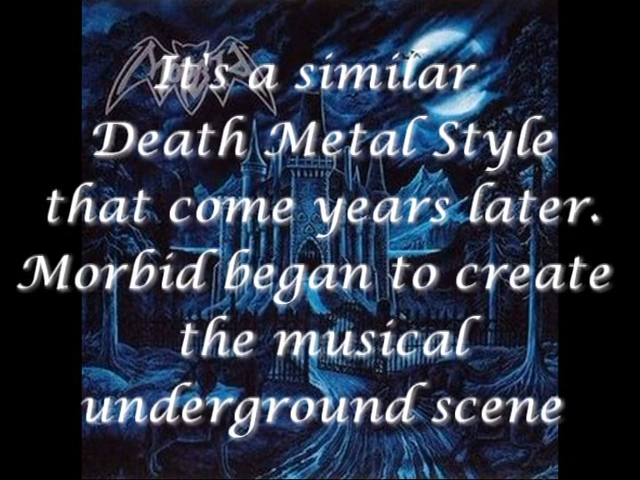 It's a similar
Death Metal Style
that come years later.
Morbid began to create
the musical
underground scene